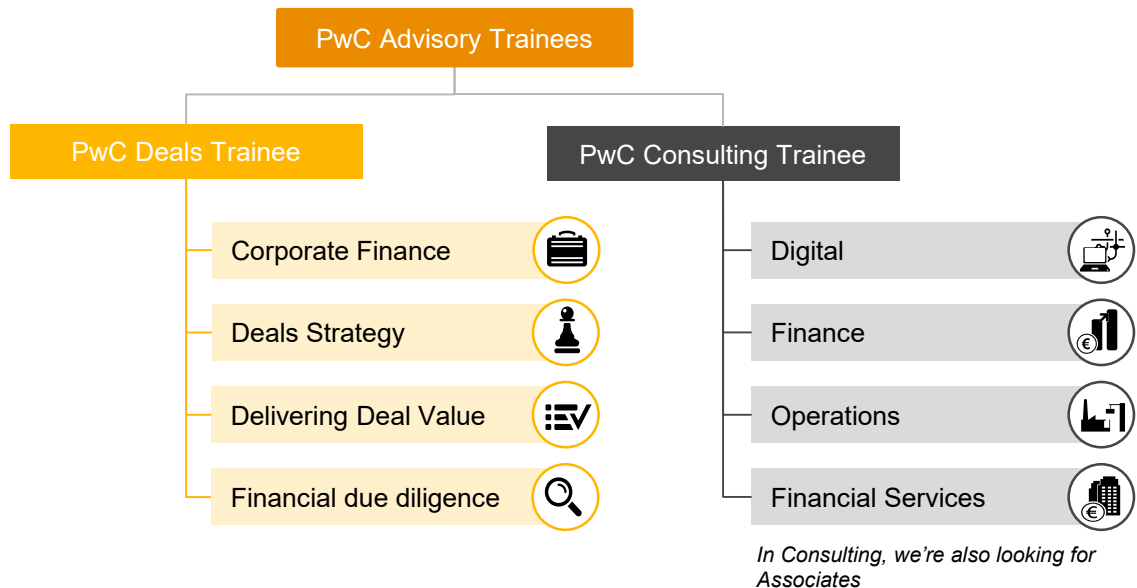 PwC Advisory Trainees
PwC Deals Trainee
Corporate Finance
Deals Strategy
Delivering Deal Value
Financial due diligence
PwC Consulting Trainee
Digital
Finance
€
Operations
Financial Services
€
In Consulting, we’re also looking for
Associates